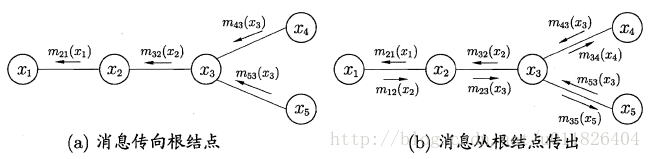 m43(x3)
x4
m21(x1)
m32(x2)
x1
x2
x3
m53(x3)
x5
(a) 消息传向根结点
m43(x3)
x4
m34(x4)
m21(x1)
m32(x2)
x1
x2
x3
m12(x2)
m23(x3)
m53(x3)
m35(x5)
x5
(b) 消息从根结点传出